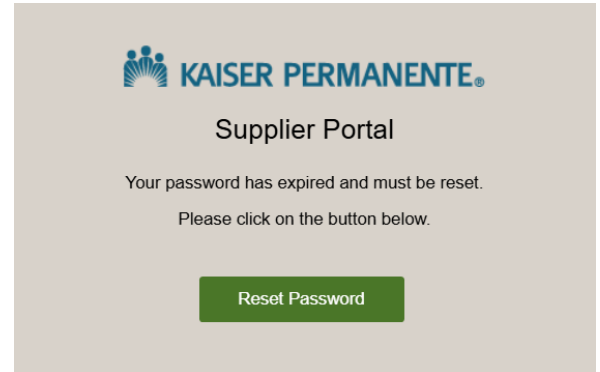 KAISER PERMANENTE®
Supplier Portal
Your password has expired and must be reset.
Please click on the button below.
Reset Password